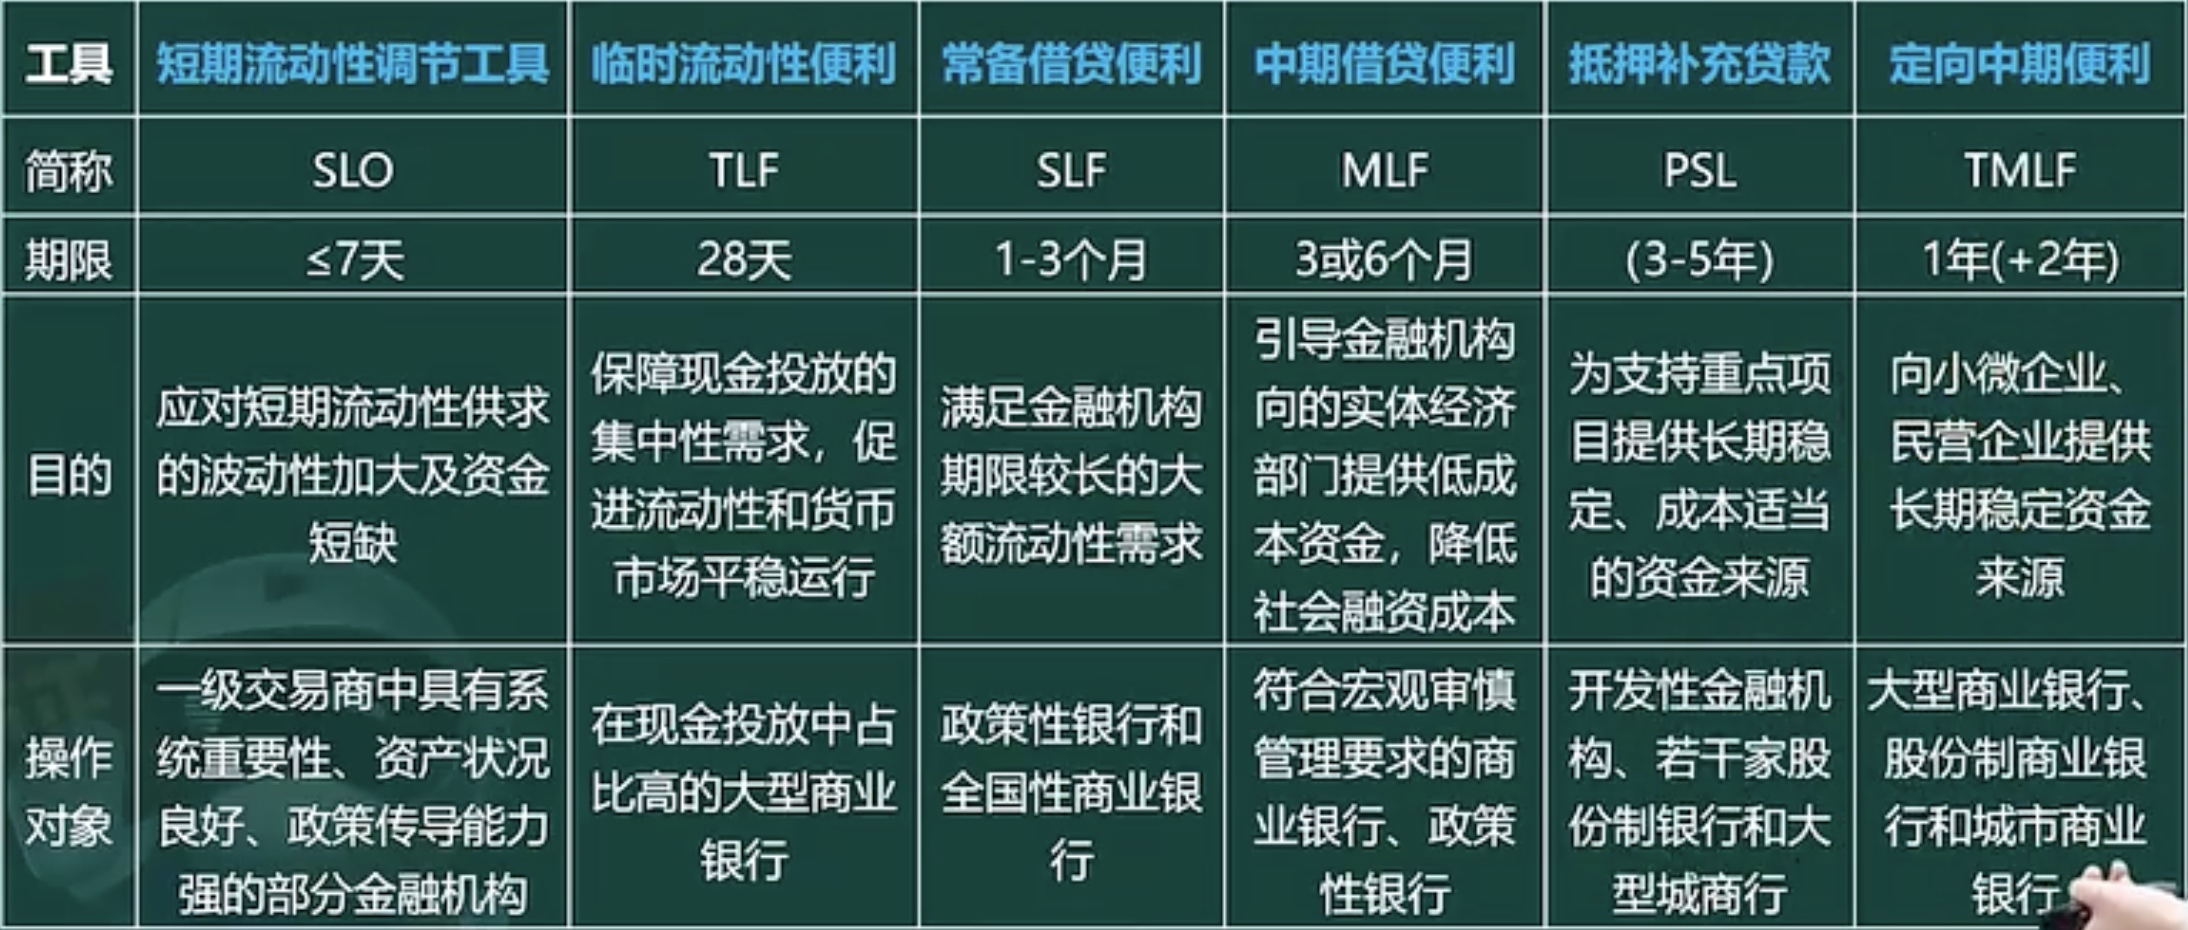 工具 短期流动性调节工具 临时流动性便利 常备借贷便利 中期借贷便利 抵押补充贷款 定向中期便利
简称 SLO TLF SLF MLF PSL TMLF
期限 ≤7天 28天 1-3个月 3或6个月 (3-5年) 1年(+2年)
目的
应对短期流动性供求
的波动性加大及资金
短缺
保障现金投放的
集中性需求，促
进流动性和货币
市场平稳运行
满足金融机构
期限较长的大
额流动性需求
引导金融机构
向的实体经济
部门提供低成
本资金，降低
社会融资成本
为支持重点项
目提供长期稳
定、成本适当
的资金来源
向小微企业、
民营企业提供
长期稳定资金
来源
操作
对象
一级交易商中具有系
统重要性、资产状况
良好、政策传导能力
强的部分金融机构
在现金投放中占
比高的大型商业
银行
政策性银行和
全国性商业银
行
符合宏观审慎
管理要求的商
业银行、政策
性银行
开发性金融机
构、若干家股
份制银行和大
型城商行
大型商业银行、
股份制商业银
行和城市商业
银行